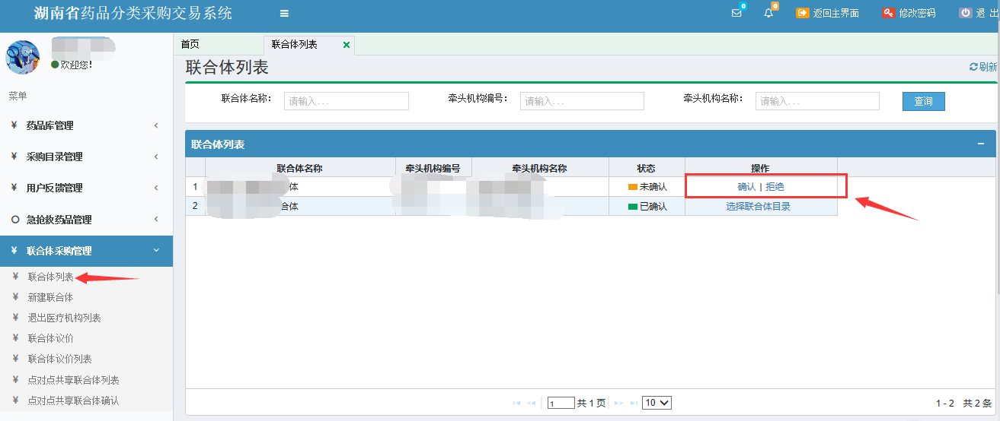 湖南省药品分类采购交易系统
0
0
返回主界面
修改密码
退 出
欢迎您!
首页
联合体列表
联合体列表
刷新
菜单
联合体名称：
请输入...
牵头机构编号：
请输入...
牵头机构名称：
请输入...
查询
¥ 药品库管理
¥ 采购目录管理
¥ 用户反馈管理
急抢救药品管理
¥ 联合体采购管理
¥ 联合体列表
¥ 新建联合体
¥ 退出医疗机构列表
¥ 联合体议价
¥ 联合体议价列表
¥ 点对点共享联合体列表
¥ 点对点共享联合体确认
联合体列表
联合体名称 牵头机构编号 牵头机构名称 状态 操作
1 体 未确认 确认 | 拒绝
2 合体 已确认 选择联合体目录
1 共 1 页 10
1 - 2 共 2 条